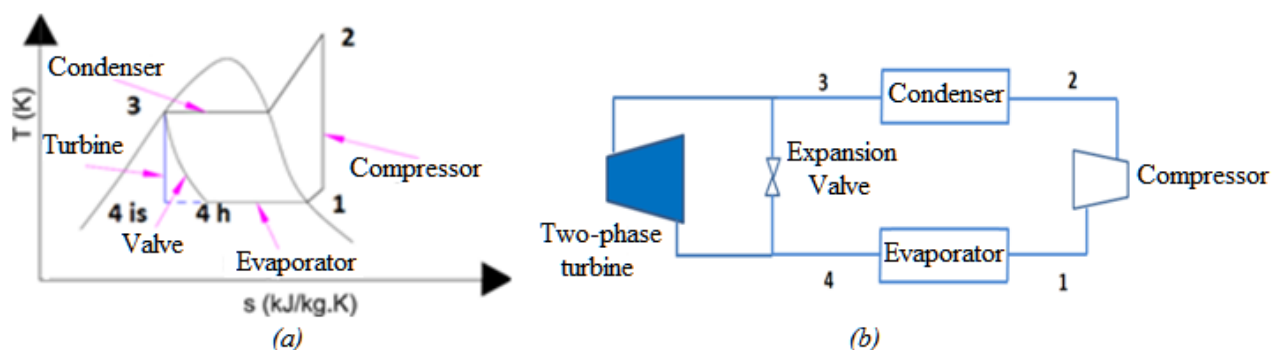 2
Condenser
3
T (K)
Turbine
Compressor
4 is
4 h
1
Valve
Evaporator
s (kJ/kg.K)
(a)
3
Condenser
2
Expansion
Valve
Compressor
Two-phase
turbine
Evaporator
4
1
(b)